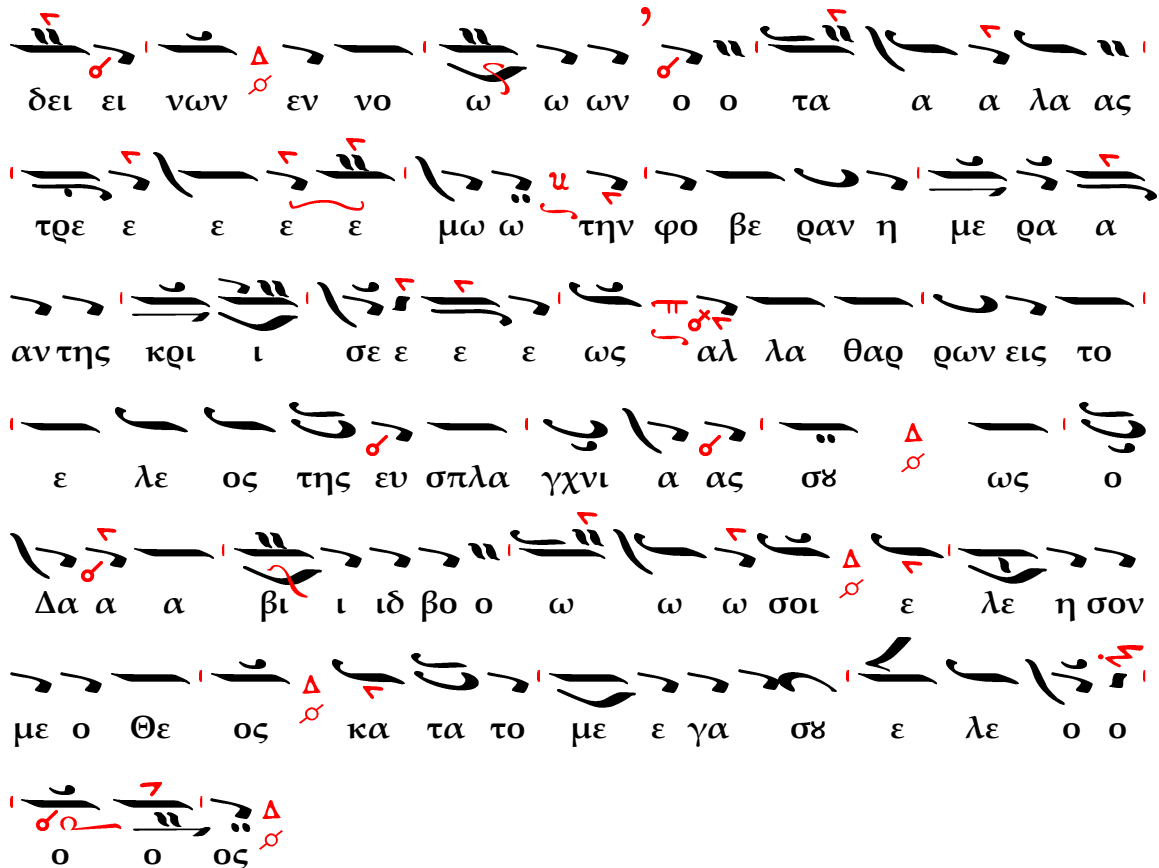 δει ει νων εν νο ω ω ων ο ο τα α α λα ας
τρε ε ε ε ε μω ω την φο βε ραν η με ρα α
αν της κρι ι σε ε ε ε ως αλ λα θαρ ρων εις το
ε λε ος της ευ σπλα γχνι α ας σȣ ως ο
Δα α α α βι ι ιδ βο ο ω ω ω σοι ε λε η σον
με ο Θε ος κα τα το με ε γα σȣ ε λε ο ο
ο ο ος